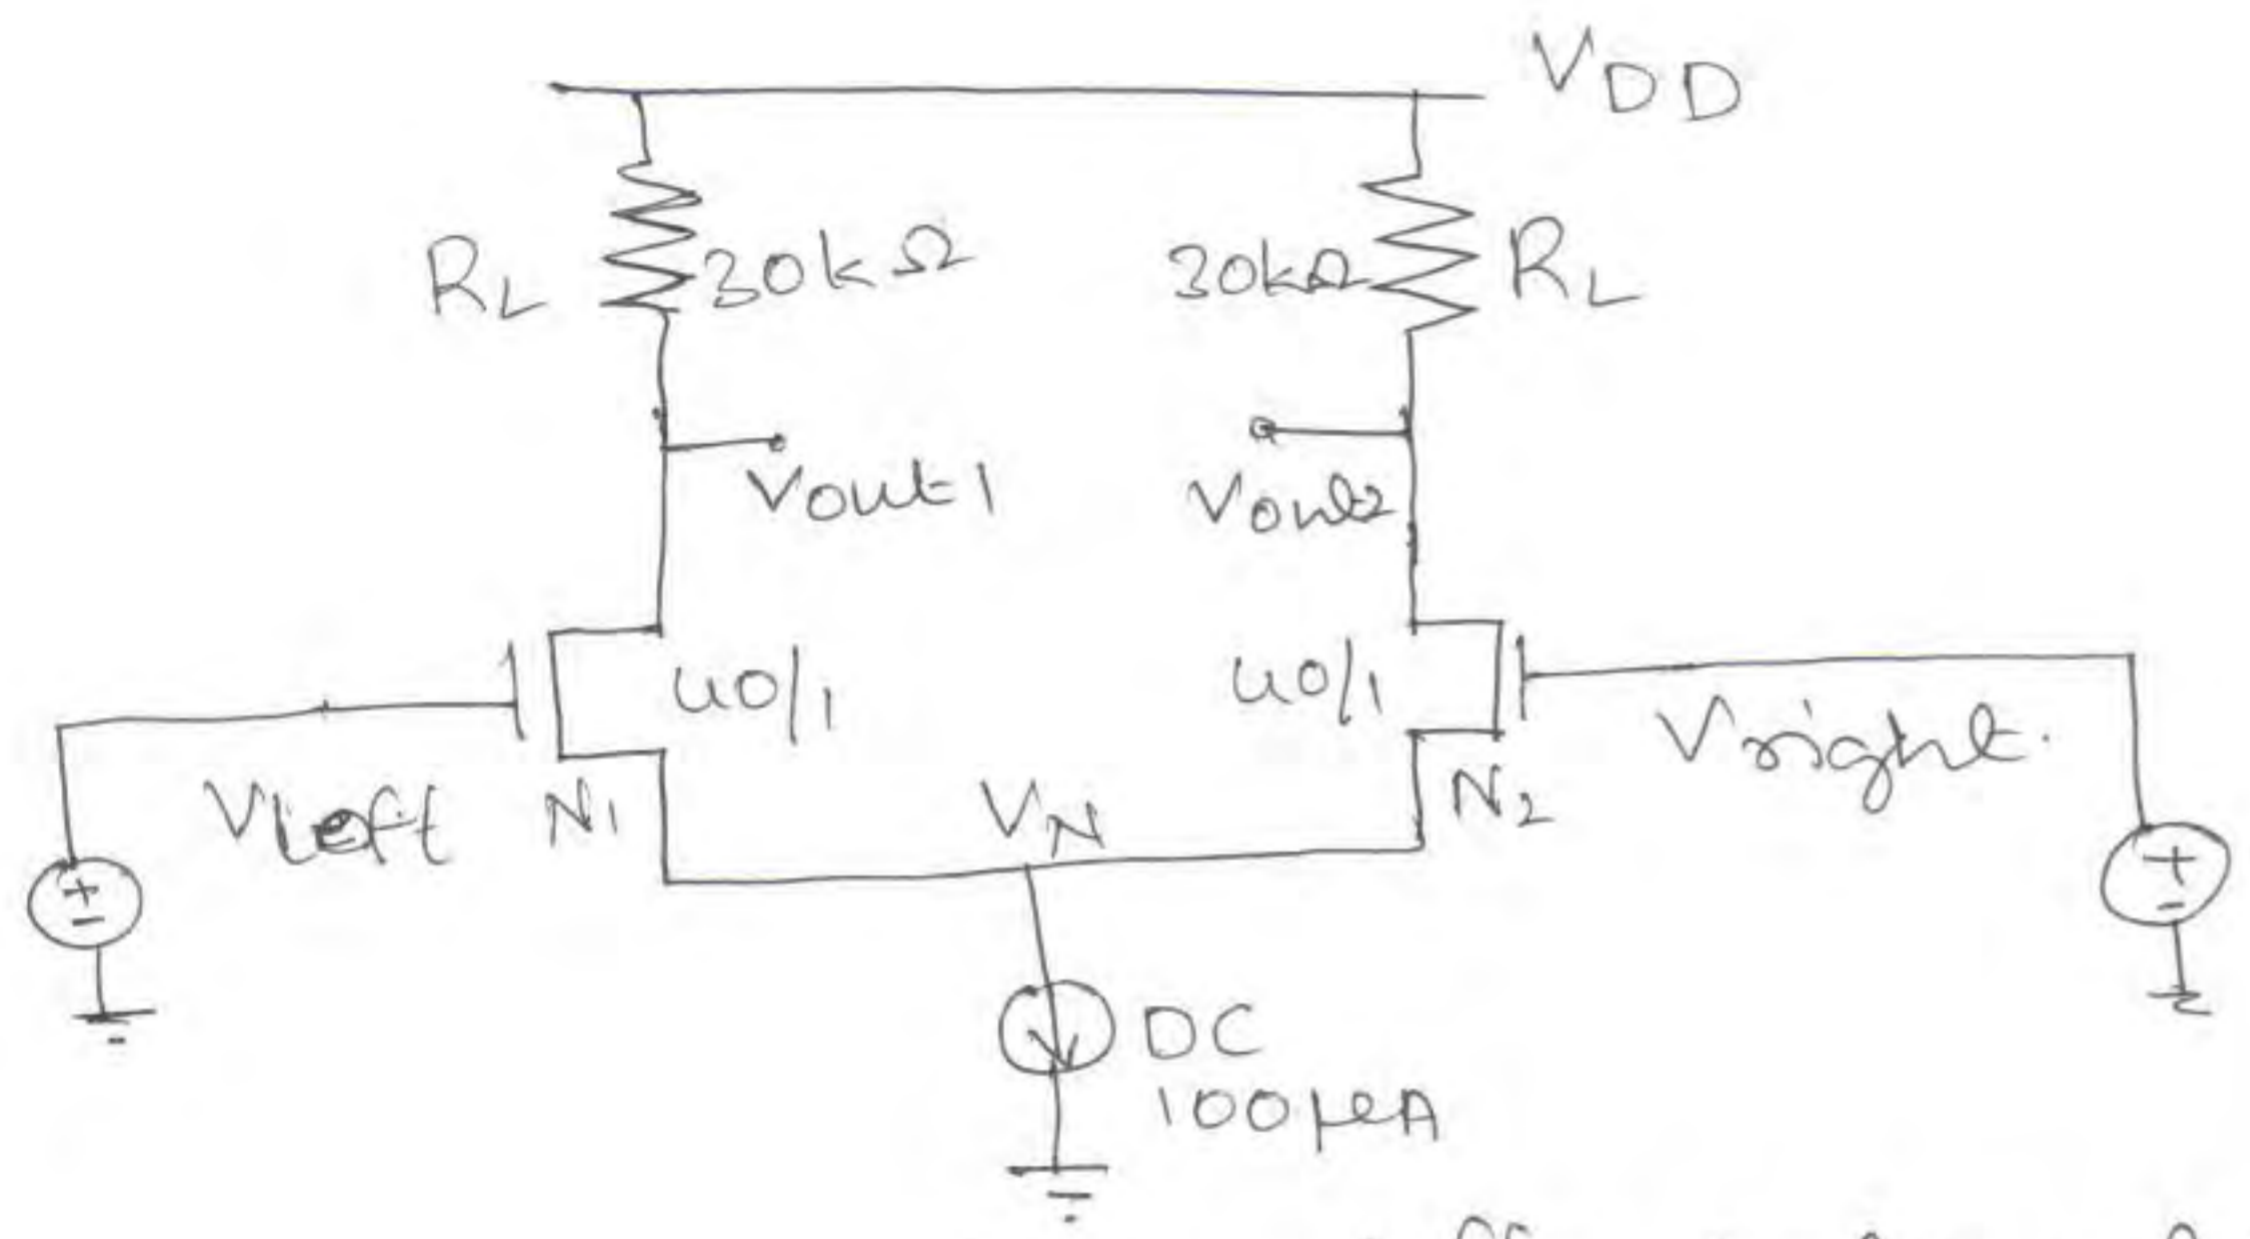 VDD
RL 30kΩ 30kΩ RL
Vout1 Vout2
40/1 40/1
Vleft N1 VN N2 Vright.
+ - + -
DC
100μA